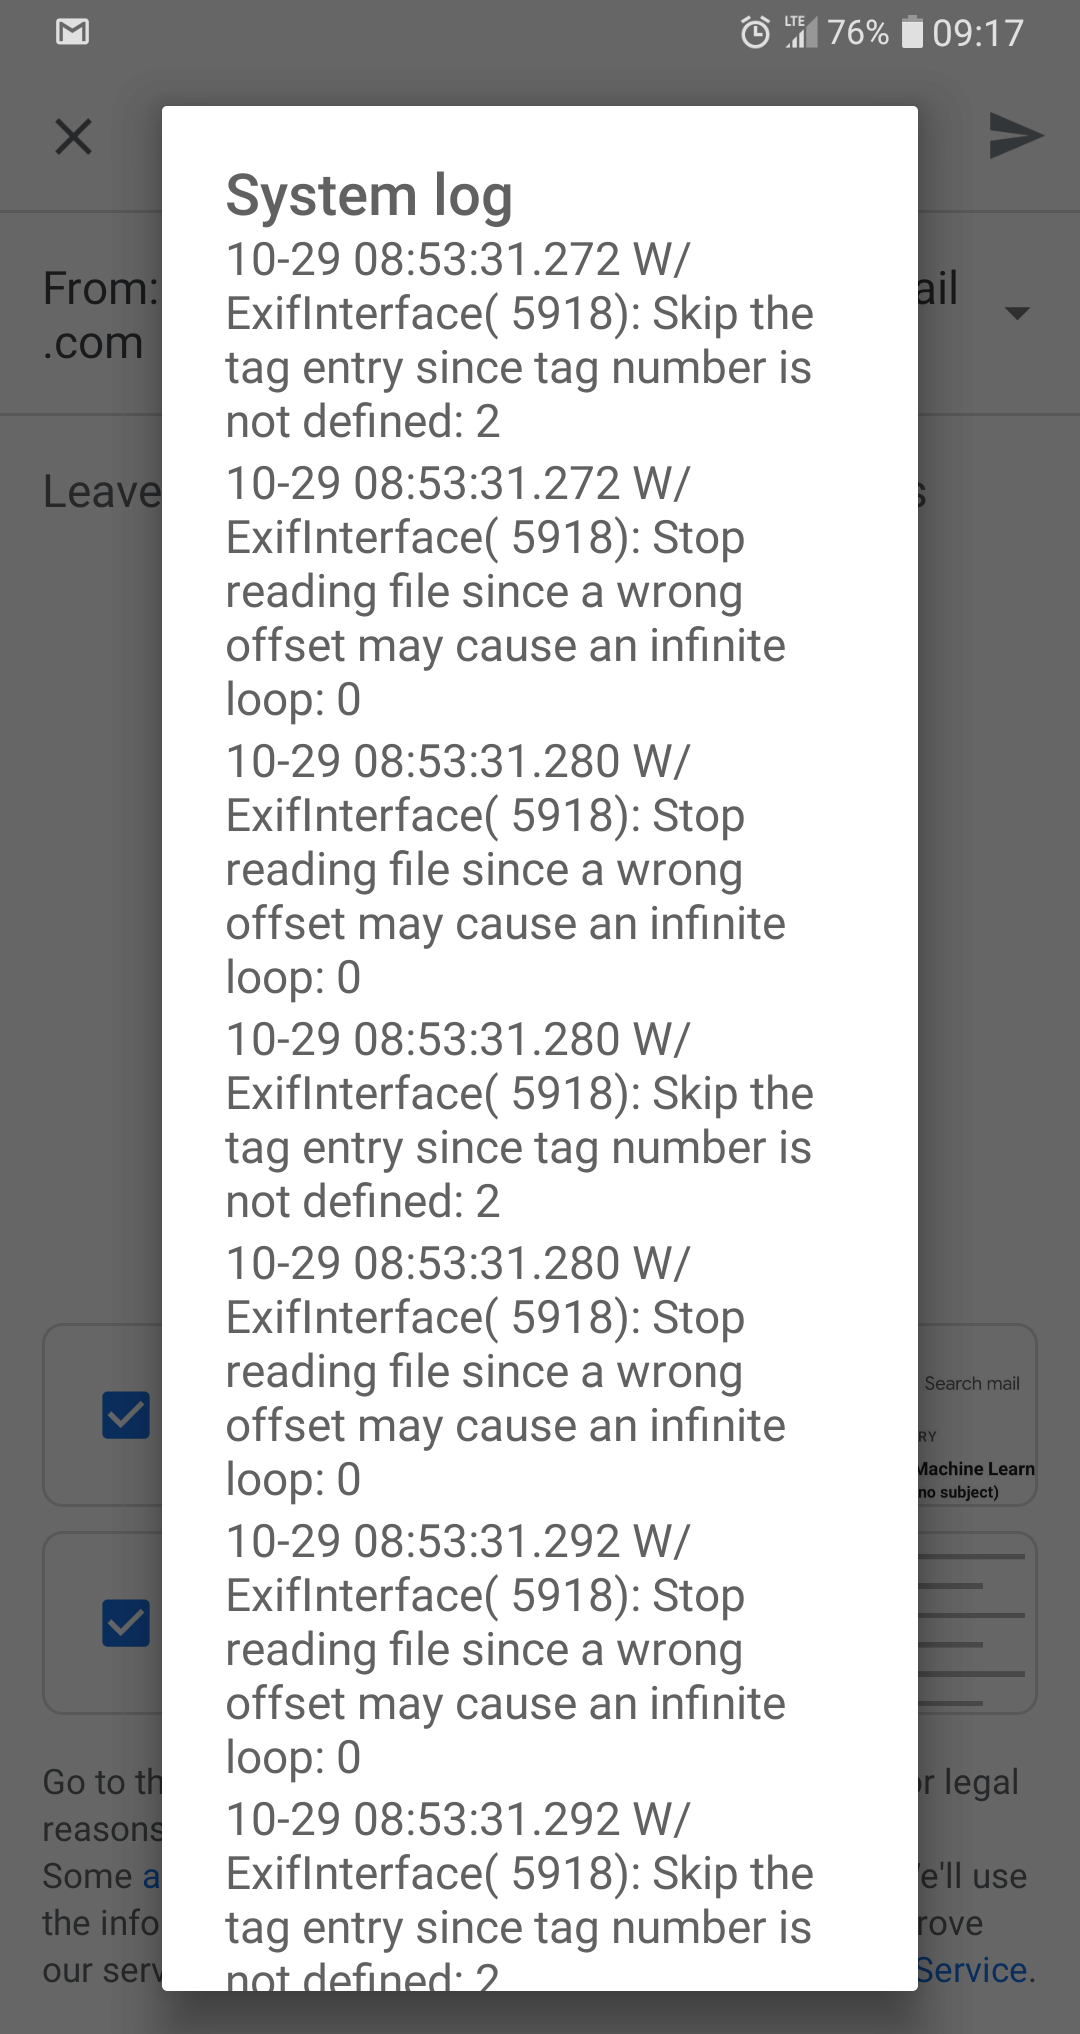 LTE 76% 09:17
From: ail
.com
Leave
System log
10-29 08:53:31.272 W/
ExifInterface( 5918): Skip the
tag entry since tag number is
not defined: 2
10-29 08:53:31.272 W/
ExifInterface( 5918): Stop
reading file since a wrong
offset may cause an infinite
loop: 0
10-29 08:53:31.280 W/
ExifInterface( 5918): Stop
reading file since a wrong
offset may cause an infinite
loop: 0
10-29 08:53:31.280 W/
ExifInterface( 5918): Skip the
tag entry since tag number is
not defined: 2
10-29 08:53:31.280 W/
ExifInterface( 5918): Stop
reading file since a wrong
offset may cause an infinite
loop: 0
10-29 08:53:31.292 W/
ExifInterface( 5918): Stop
reading file since a wrong
offset may cause an infinite
loop: 0
10-29 08:53:31.292 W/
ExifInterface( 5918): Skip the
tag entry since tag number is
not defined: 2
Search mail
RY
Machine Learn
no subject)
Go to th r legal
reasons
Some a e'll use
the info rove
our serv Service.